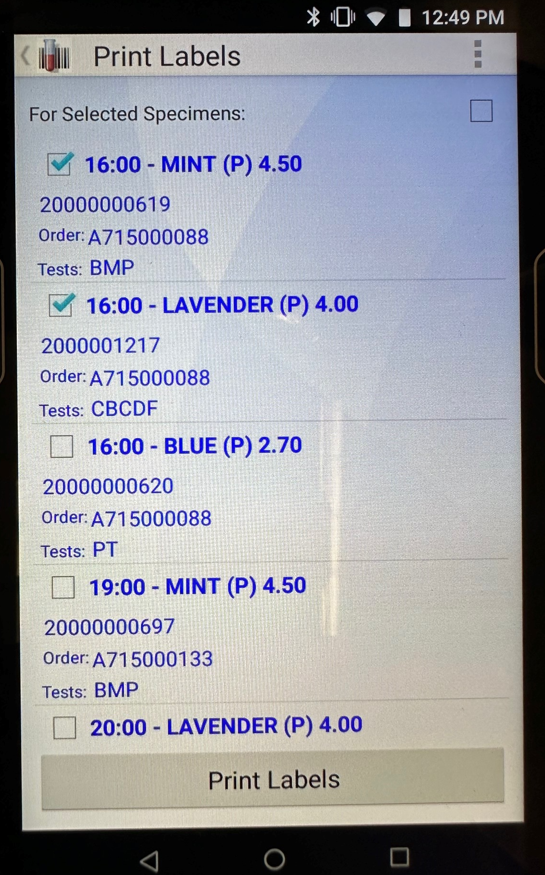 12:49 PM
Print Labels
For Selected Specimens:
16:00 - MINT (P) 4.50
20000000619
Order: A715000088
Tests: BMP
16:00 - LAVENDER (P) 4.00
2000001217
Order: A715000088
Tests: CBCDF
16:00 - BLUE (P) 2.70
20000000620
Order: A715000088
Tests: PT
19:00 - MINT (P) 4.50
20000000697
Order: A715000133
Tests: BMP
20:00 - LAVENDER (P) 4.00
Print Labels